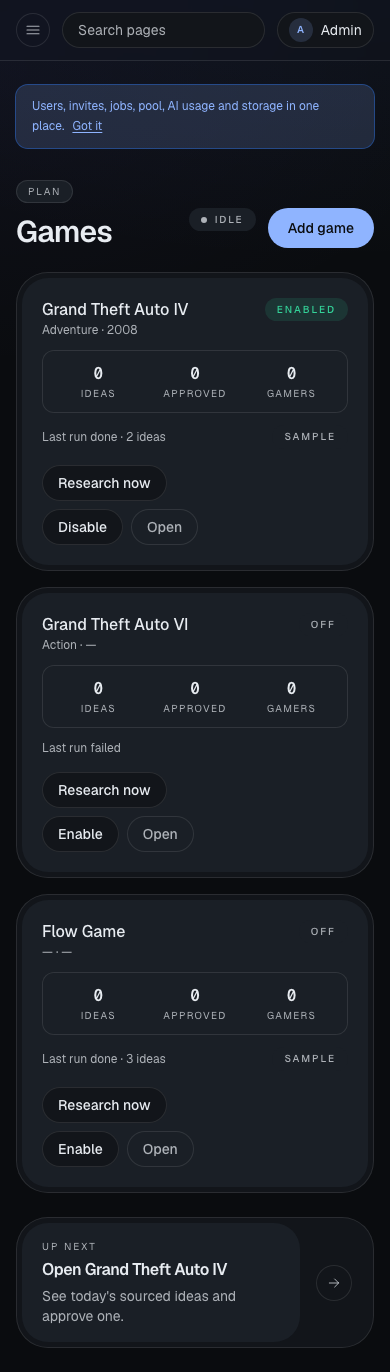 Search pages
A
Admin
Users, invites, jobs, pool, AI usage and storage in one
place. Got it
PLAN
Games
IDLE
Add game
Grand Theft Auto IV
ENABLED
Adventure · 2008
0 0 0
IDEAS APPROVED GAMERS
Last run done · 2 ideas
SAMPLE
Research now
Disable Open
Grand Theft Auto VI
OFF
Action · —
0 0 0
IDEAS APPROVED GAMERS
Last run failed
Research now
Enable Open
Flow Game
OFF
— · —
0 0 0
IDEAS APPROVED GAMERS
Last run done · 3 ideas
SAMPLE
Research now
Enable Open
UP NEXT
Open Grand Theft Auto IV
See today's sourced ideas and
approve one.